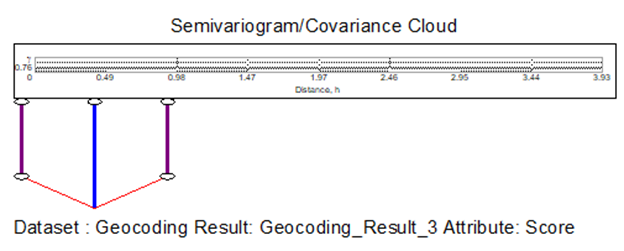 Semivariogram/Covariance Cloud
0.76
0 0.49 0.98 1.47 1.97 2.46 2.95 3.44 3.93
Distance, h
Dataset : Geocoding Result: Geocoding_Result_3 Attribute: Score